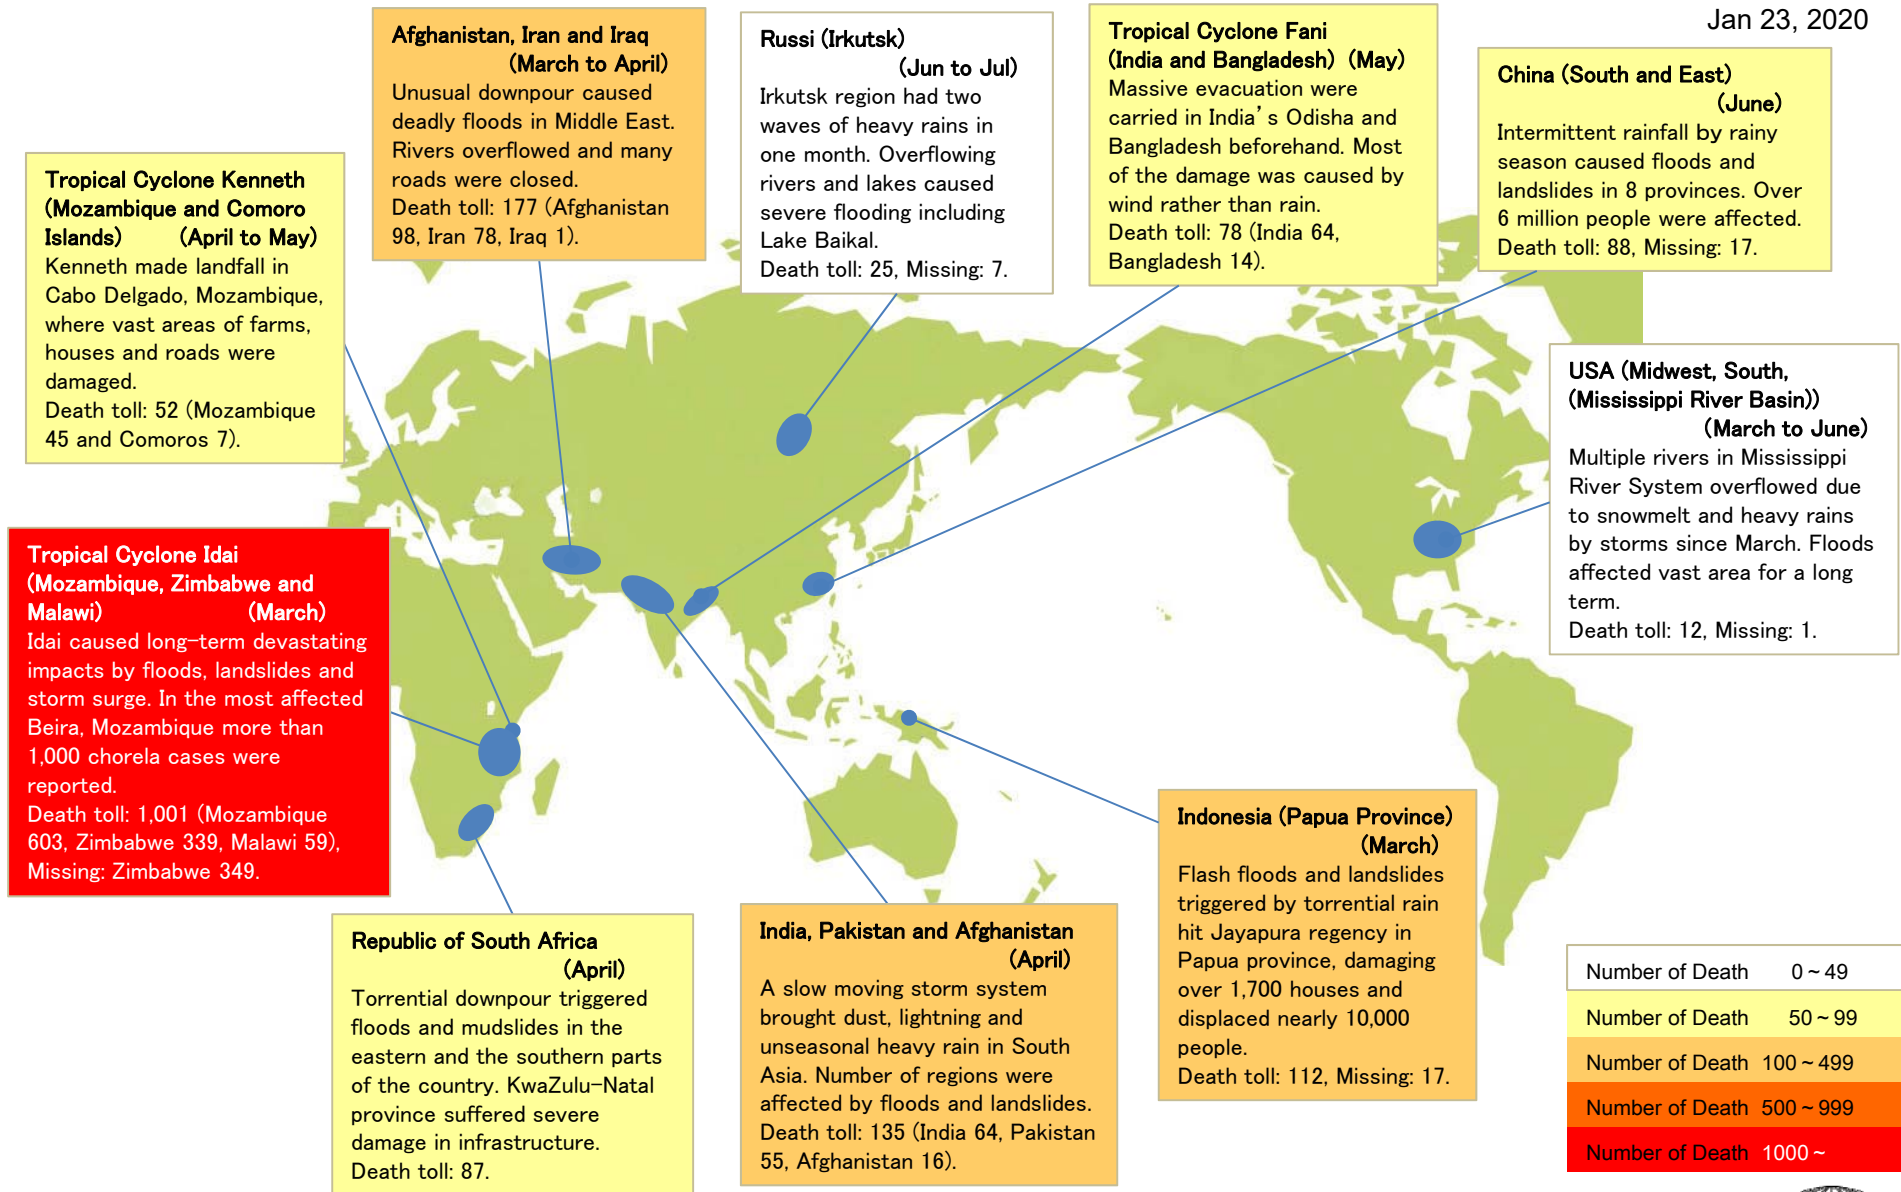 Jan 23, 2020
Afghanistan, Iran and Iraq
(March to April)
Unusual downpour caused
deadly floods in Middle East.
Rivers overflowed and many
roads were closed.
Death toll: 177 (Afghanistan
98, Iran 78, Iraq 1).
Russi (Irkutsk)
(Jun to Jul)
Irkutsk region had two
waves of heavy rains in
one month. Overflowing
rivers and lakes caused
severe flooding including
Lake Baikal.
Death toll: 25, Missing: 7.
Tropical Cyclone Fani
(India and Bangladesh) (May)
Massive evacuation were
carried in India’s Odisha and
Bangladesh beforehand. Most
of the damage was caused by
wind rather than rain.
Death toll: 78 (India 64,
Bangladesh 14).
China (South and East)
(June)
Intermittent rainfall by rainy
season caused floods and
landslides in 8 provinces. Over
6 million people were affected.
Death toll: 88, Missing: 17.
Tropical Cyclone Kenneth
(Mozambique and Comoro
Islands) (April to May)
Kenneth made landfall in
Cabo Delgado, Mozambique,
where vast areas of farms,
houses and roads were
damaged.
Death toll: 52 (Mozambique
45 and Comoros 7).
USA (Midwest, South,
(Mississippi River Basin))
(March to June)
Multiple rivers in Mississippi
River System overflowed due
to snowmelt and heavy rains
by storms since March. Floods
affected vast area for a long
term.
Death toll: 12, Missing: 1.
Tropical Cyclone Idai
(Mozambique, Zimbabwe and
Malawi) (March)
Idai caused long-term devastating
impacts by floods, landslides and
storm surge. In the most affected
Beira, Mozambique more than
1,000 chorela cases were
reported.
Death toll: 1,001 (Mozambique
603, Zimbabwe 339, Malawi 59),
Missing: Zimbabwe 349.
Republic of South Africa
(April)
Torrential downpour triggered
floods and mudslides in the
eastern and the southern parts
of the country. KwaZulu-Natal
province suffered severe
damage in infrastructure.
Death toll: 87.
India, Pakistan and Afghanistan
(April)
A slow moving storm system
brought dust, lightning and
unseasonal heavy rain in South
Asia. Number of regions were
affected by floods and landslides.
Death toll: 135 (India 64, Pakistan
55, Afghanistan 16).
Indonesia (Papua Province)
(March)
Flash floods and landslides
triggered by torrential rain
hit Jayapura regency in
Papua province, damaging
over 1,700 houses and
displaced nearly 10,000
people.
Death toll: 112, Missing: 17.
Number of Death 0~49
Number of Death 50~99
Number of Death 100~499
Number of Death 500~999
Number of Death 1000~